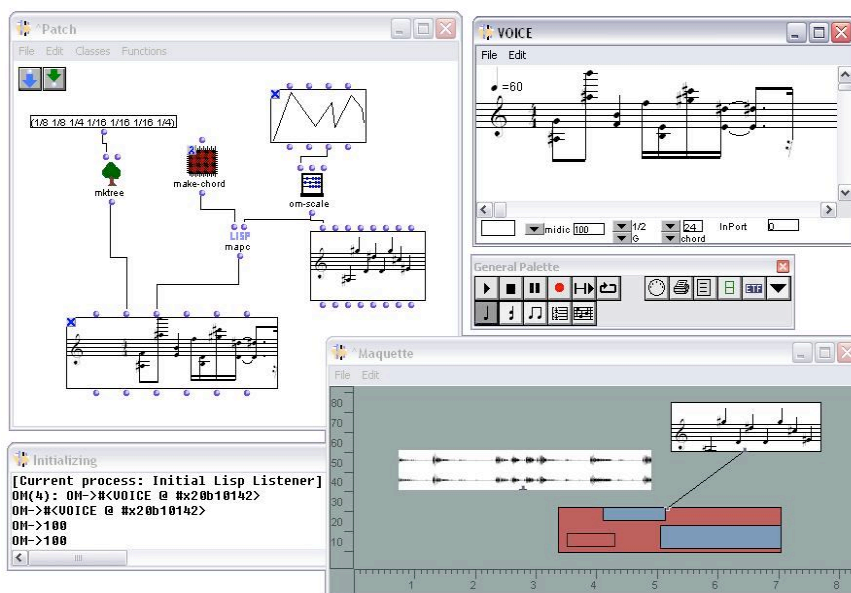 ^Patch
File Edit Classes Functions
(1/8 1/8 1/4 1/16 1/16 1/16 1/4)
mktree
make-chord
om-scale
LISP
mapc
VOICE
File Edit
=60
midic 100
1/2
G
24
chord
InPort 0
General Palette
ETF
^Maquette
File Edit
80
70
60
50
40
30
20
10
1 2 3 4 5 6 7 8
Initializing
[Current process: Initial Lisp Listener]
OM(4): OM->#<VOICE @ #x20b10142>
OM->#<VOICE @ #x20b10142>
OM->100
OM->100